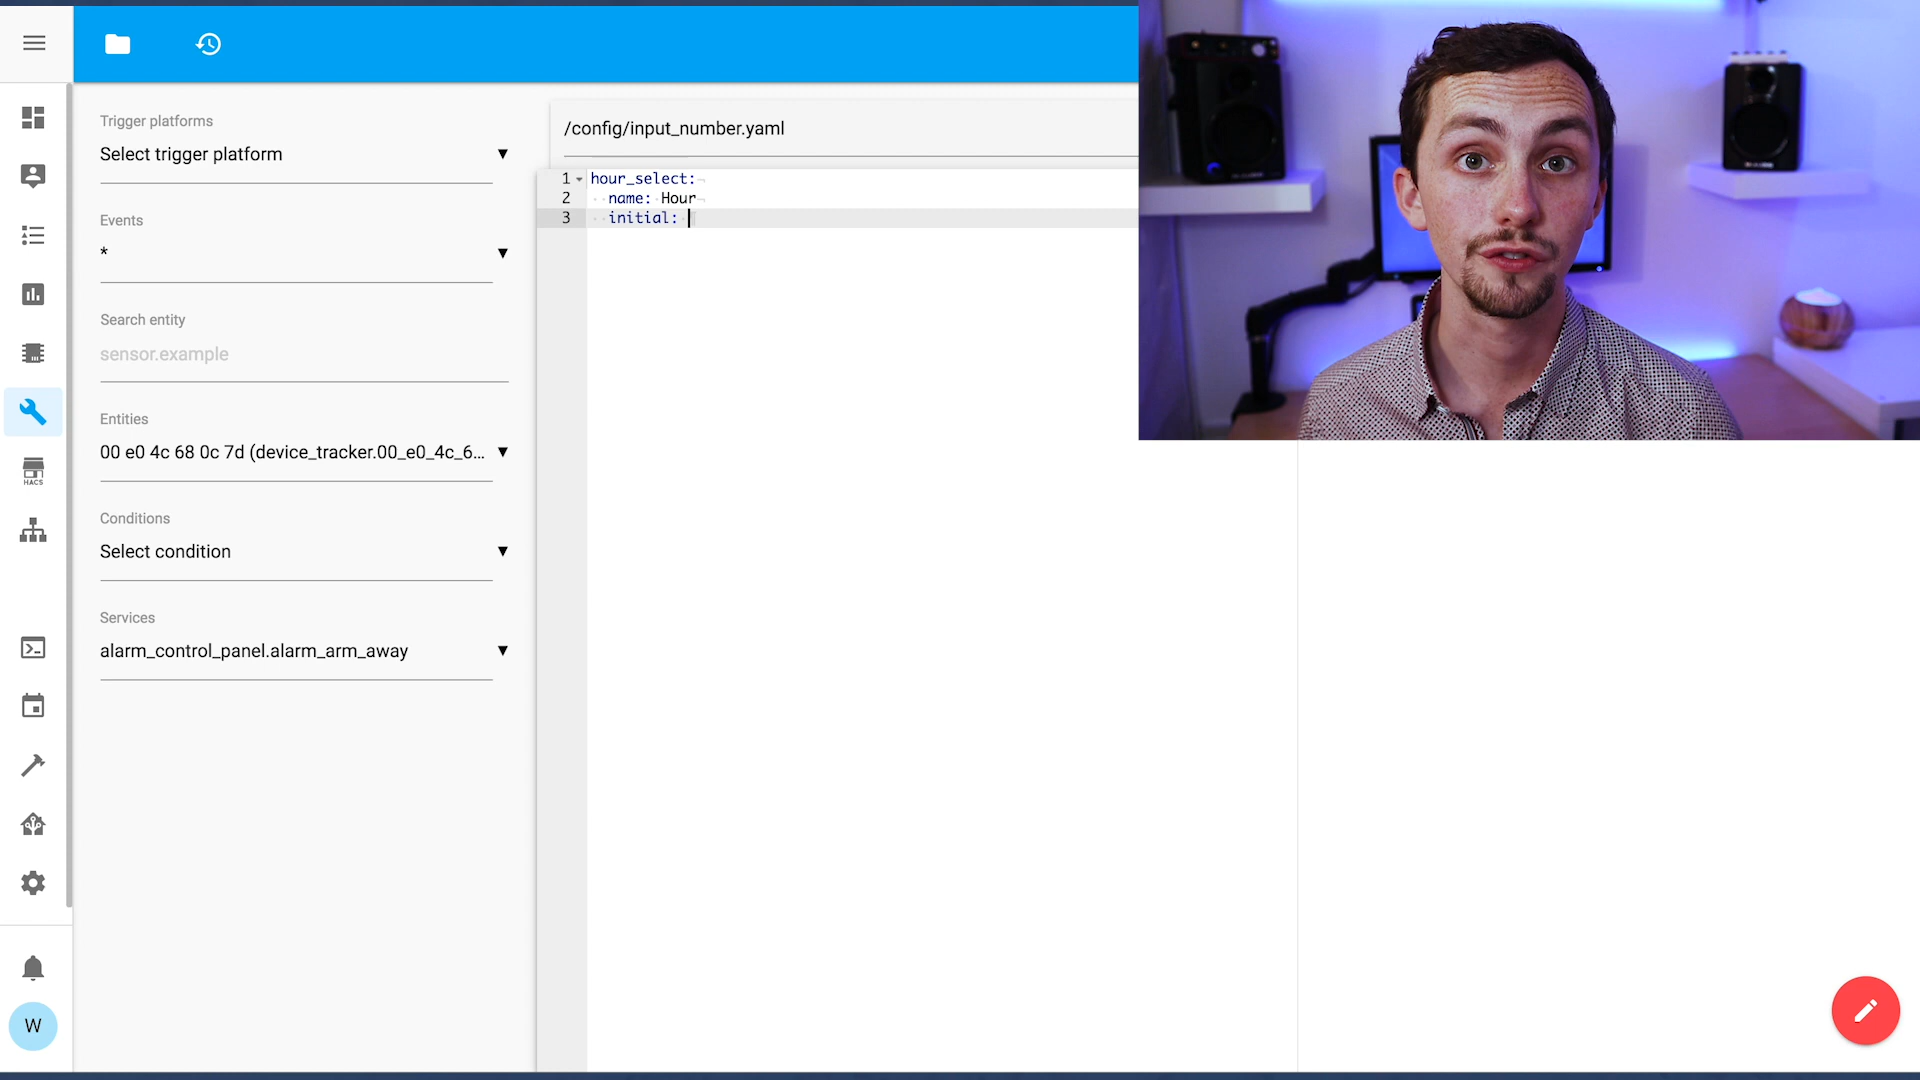 Trigger platforms
Select trigger platform
Events
*
Search entity
sensor.example
Entities
00 e0 4c 68 0c 7d (device_tracker.00_e0_4c_6...
Conditions
Select condition
Services
alarm_control_panel.alarm_arm_away
HACS
W
/config/input_number.yaml
1 hour_select:
2 name: Hour
3 initial: